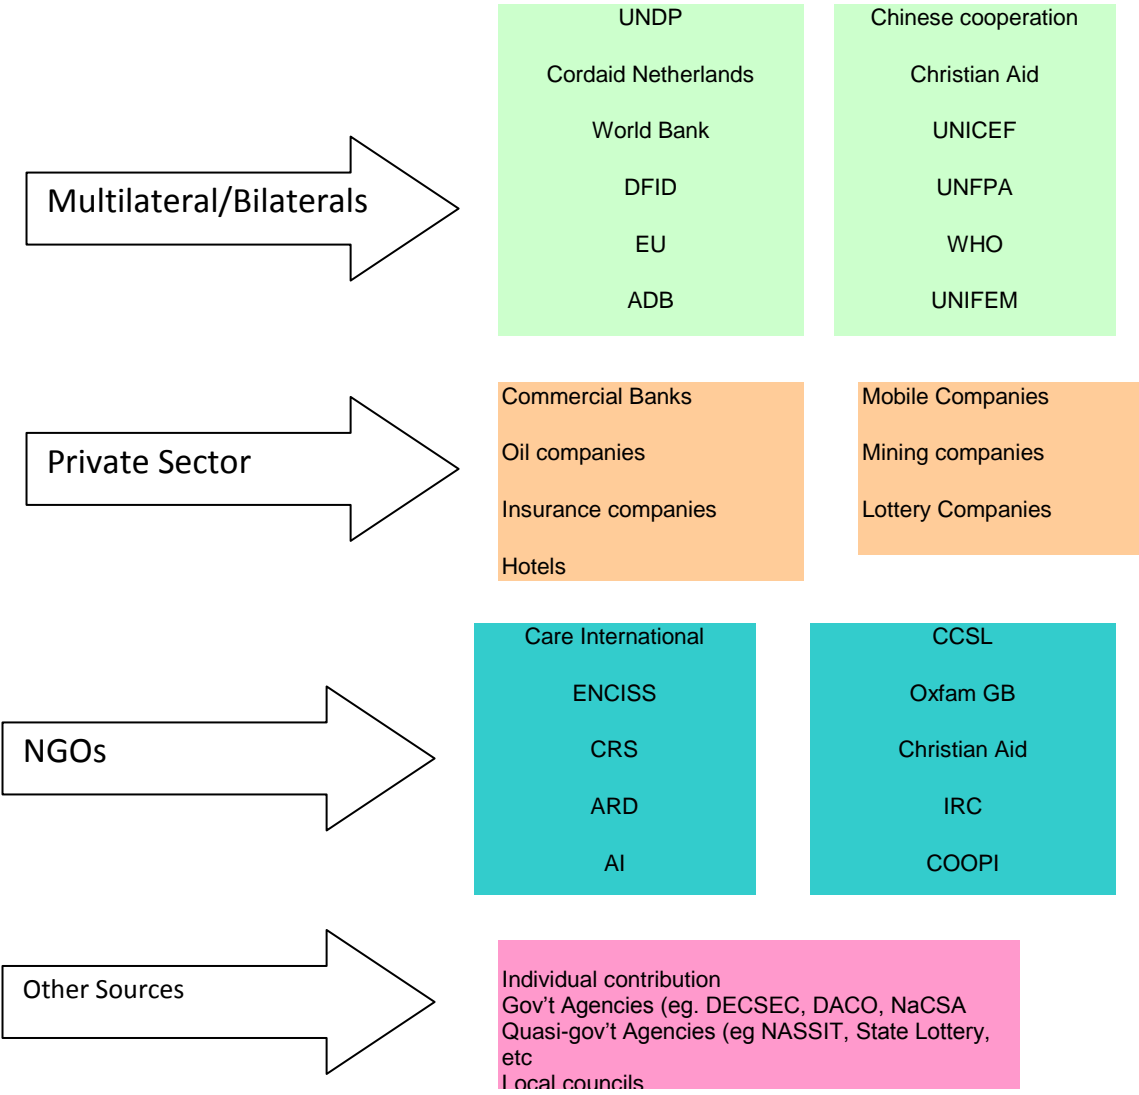 Multilateral/Bilaterals
UNDP
Cordaid Netherlands
World Bank
DFID
EU
ADB
Chinese cooperation
Christian Aid
UNICEF
UNFPA
WHO
UNIFEM
Private Sector
Commercial Banks
Oil companies
Insurance companies
Hotels
Mobile Companies
Mining companies
Lottery Companies
NGOs
Care International
ENCISS
CRS
ARD
AI
CCSL
Oxfam GB
Christian Aid
IRC
COOPI
Other Sources
Individual contribution
Gov't Agencies (eg. DECSEC, DACO, NaCSA
Quasi-gov't Agencies (eg NASSIT, State Lottery,
etc
Local councils